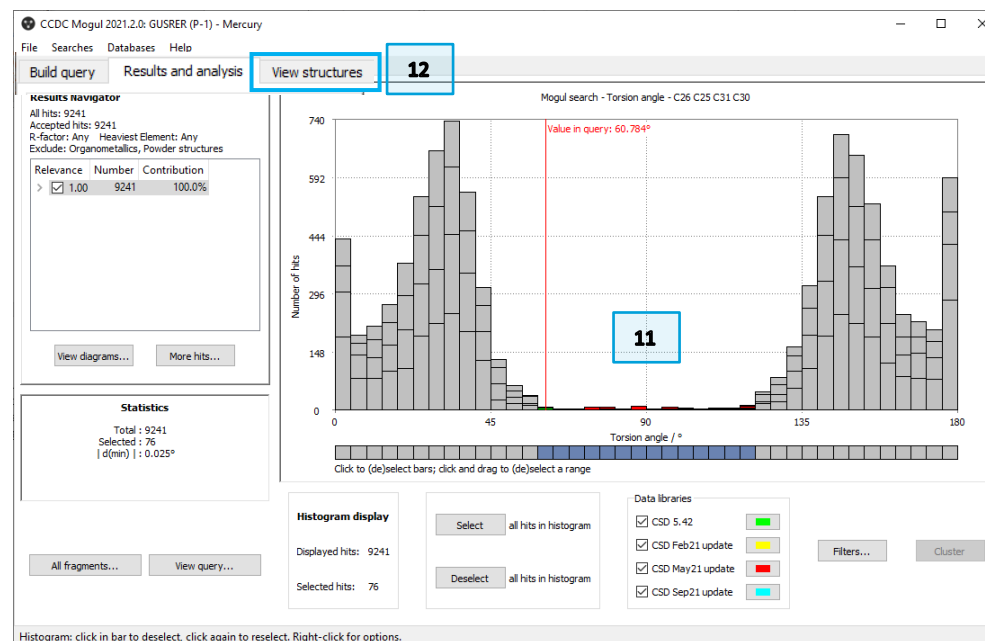 CCDC Mogul 2021.2.0: GUSRER (P-1) - Mercury
File Searches Databases Help
Build query Results and analysis View structures 12
Results Navigator
All hits: 9241
Accepted hits: 9241
R-factor: Any Heaviest Element: Any
Exclude: Organometallics, Powder structures
Relevance Number Contribution
1.00 9241 100.0%
View diagrams... More hits...
Statistics
Total : 9241
Selected : 76
| d(min) | : 0.025°
All fragments... View query...
Mogul search - Torsion angle - C26 C25 C31 C30
Value in query: 60.784°
Number of hits
740
592
444
296
148
0
11
0 45 90 135 180
Torsion angle / °
Click to (de)select bars; click and drag to (de)select a range
Histogram display
Displayed hits: 9241
Selected hits: 76
Select all hits in histogram
Deselect all hits in histogram
Data libraries
CSD 5.42
CSD Feb21 update
CSD May21 update
CSD Sep21 update
Filters... Cluster
Histogram: click in bar to deselect, click again to reselect. Right-click for options.